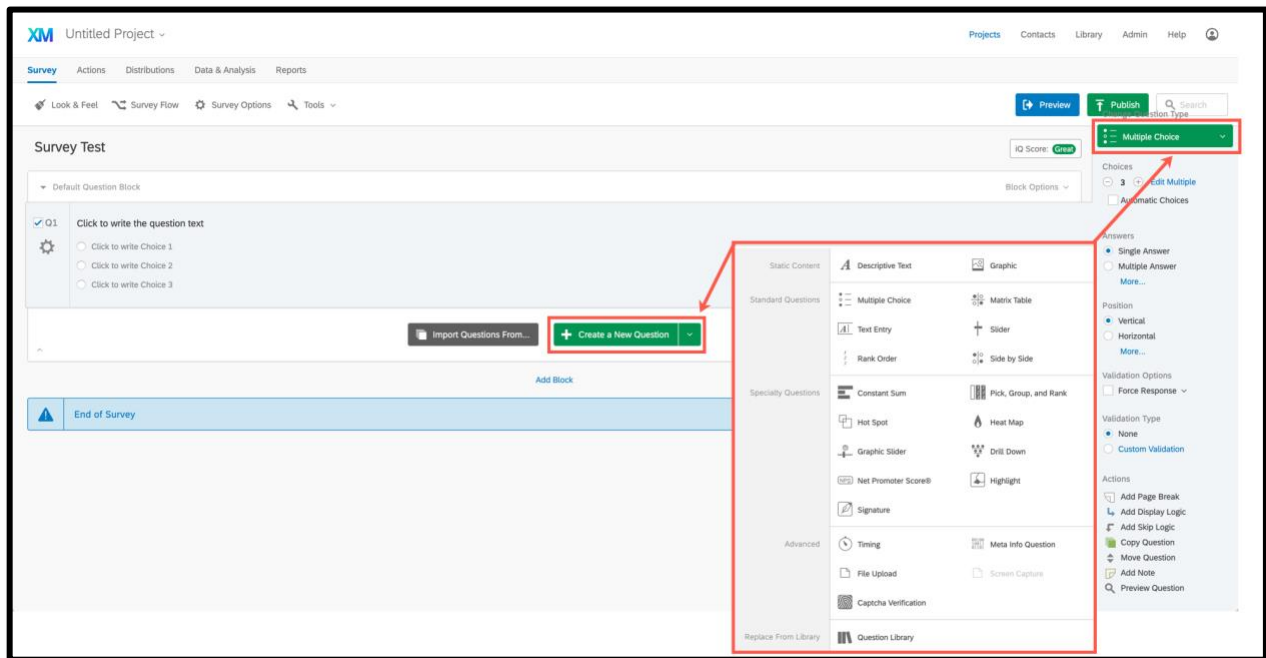 XM Untitled Project
Projects Contacts Library Admin Help
Survey Actions Distributions Data & Analysis Reports
Look & Feel Survey Flow Survey Options Tools
Preview Publish Search
Survey Test
iQ Score: Great
Default Question Block
Block Options
Q1 Click to write the question text
Click to write Choice 1
Click to write Choice 2
Click to write Choice 3
Import Questions From... Create a New Question
Add Block
End of Survey
Static Content Descriptive Text Graphic
Standard Questions Multiple Choice Matrix Table
Text Entry Slider
Rank Order Side by Side
Specialty Questions Constant Sum Pick, Group, and Rank
Hot Spot Heat Map
Graphic Slider Drill Down
NPS Net Promoter Score® Highlight
Signature
Advanced Timing Meta Info Question
File Upload Screen Capture
Captcha Verification
Replace From Library Question Library
Change Question Type
Multiple Choice
Choices
3 Edit Multiple
Automatic Choices
Answers
Single Answer
Multiple Answer
More...
Position
Vertical
Horizontal
More...
Validation Options
Force Response
Validation Type
None
Custom Validation
Actions
Add Page Break
Add Display Logic
Add Skip Logic
Copy Question
Move Question
Add Note
Preview Question